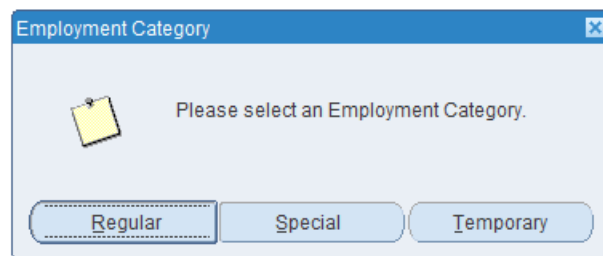 Employment Category
Please select an Employment Category.
Regular Special Temporary